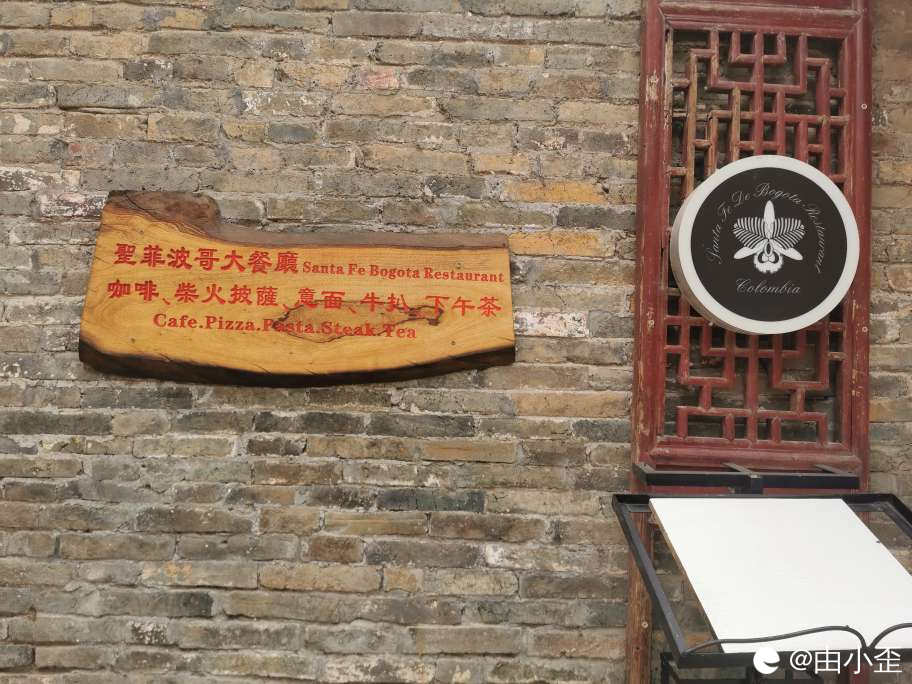 聖菲波哥大餐廳 Santa Fe Bogota Restaurant
咖啡、柴火披薩、意面、牛扒、下午茶
Cafe.Pizza.Pasta.Steak.Tea
Santa Fe De Bogota Restaurant
Colombia
@由小歪